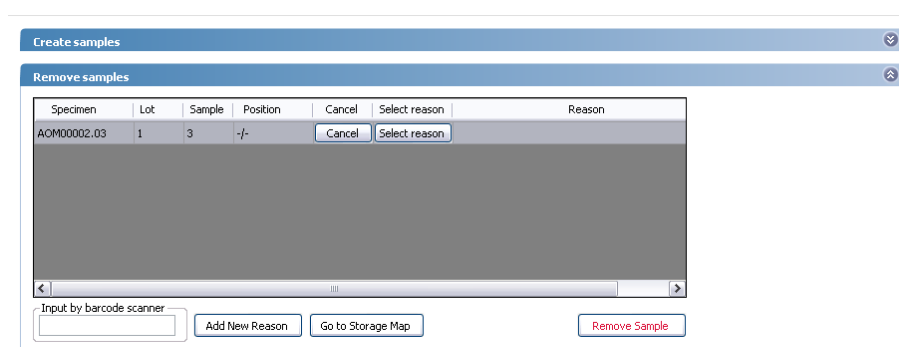 Create samples
Remove samples
Specimen Lot Sample Position Cancel Select reason Reason
AOM00002.03 1 3 -/- Cancel Select reason
Input by barcode scanner
Add New Reason Go to Storage Map Remove Sample